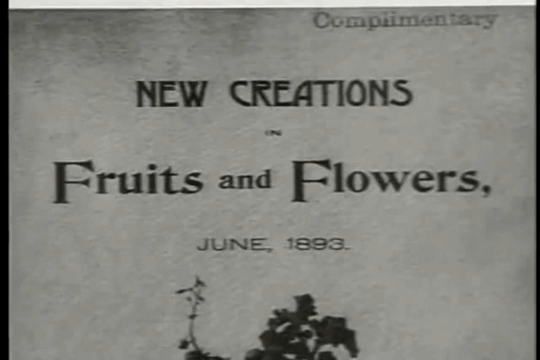 Complimentary
NEW CREATIONS
IN
Fruits and Flowers,
JUNE, 1893.